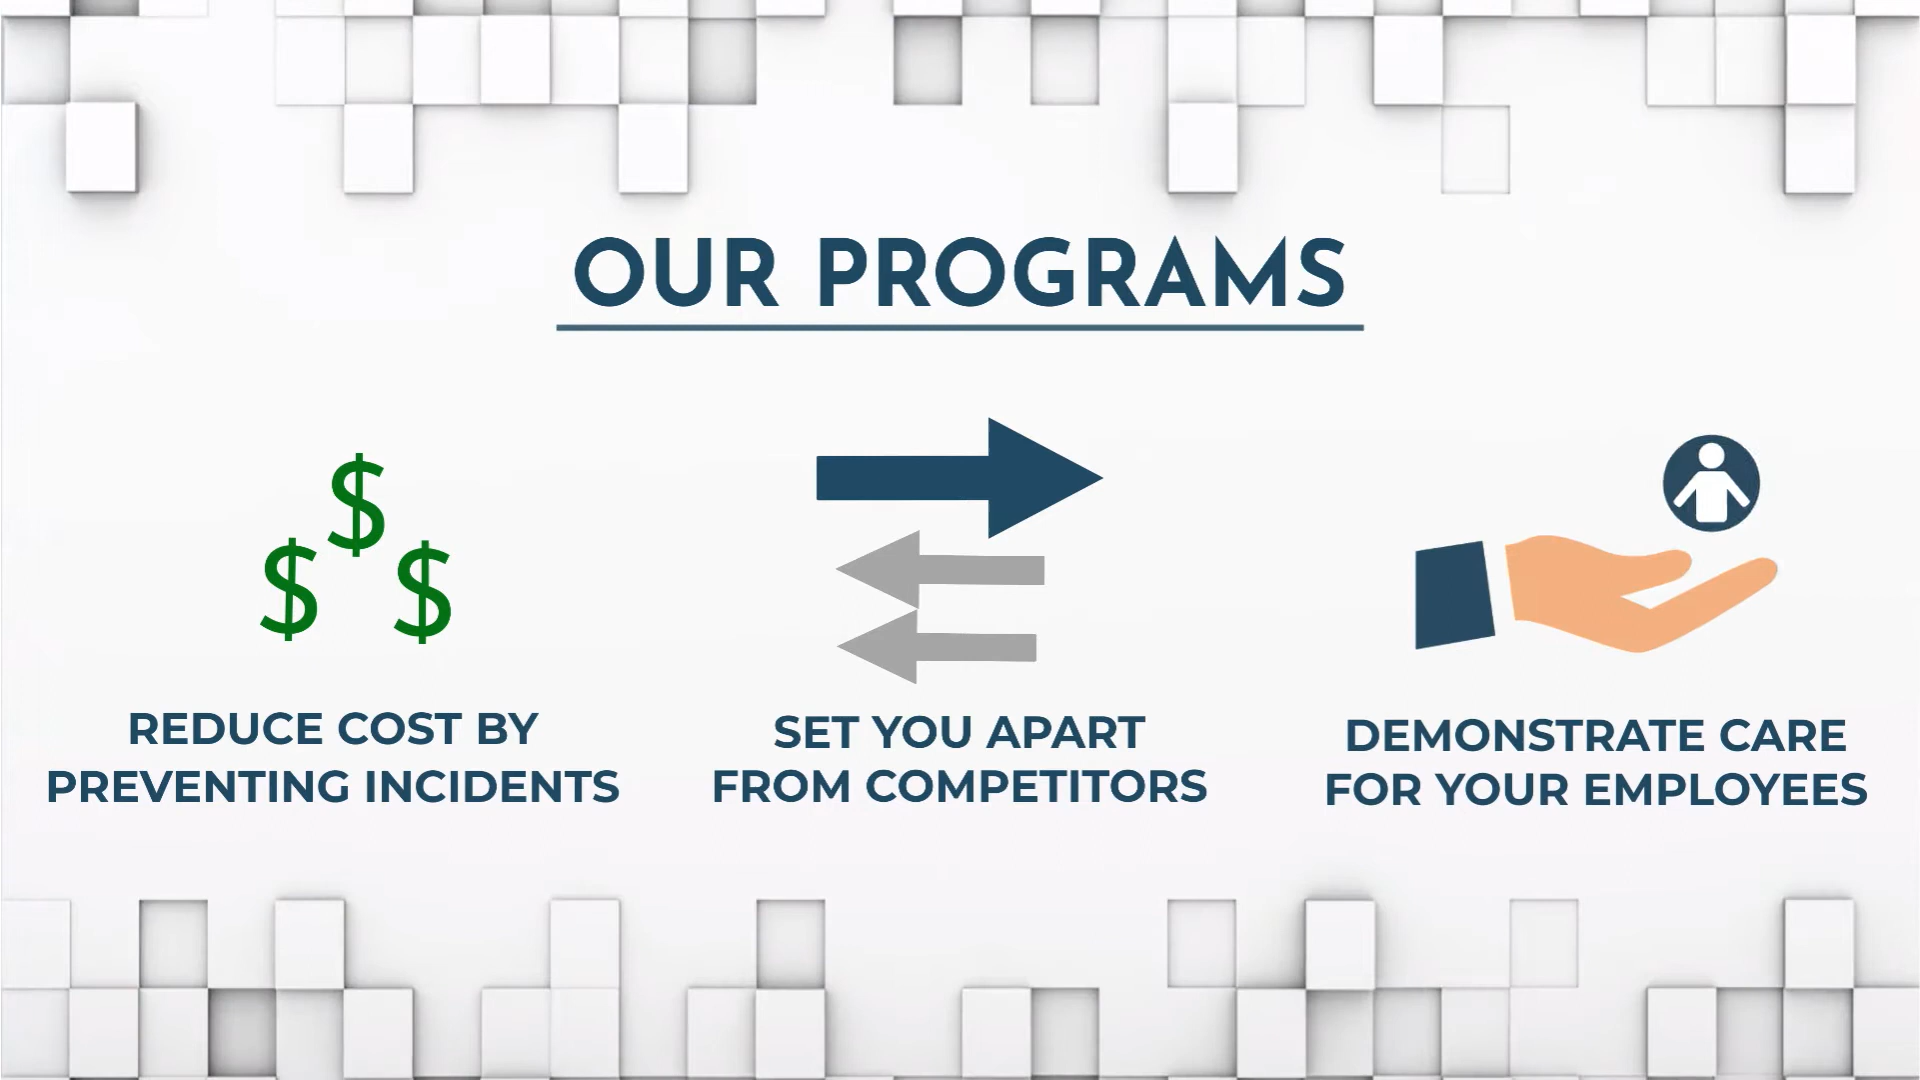 OUR PROGRAMS
$
$ $
REDUCE COST BY
PREVENTING INCIDENTS
SET YOU APART
FROM COMPETITORS
DEMONSTRATE CARE
FOR YOUR EMPLOYEES